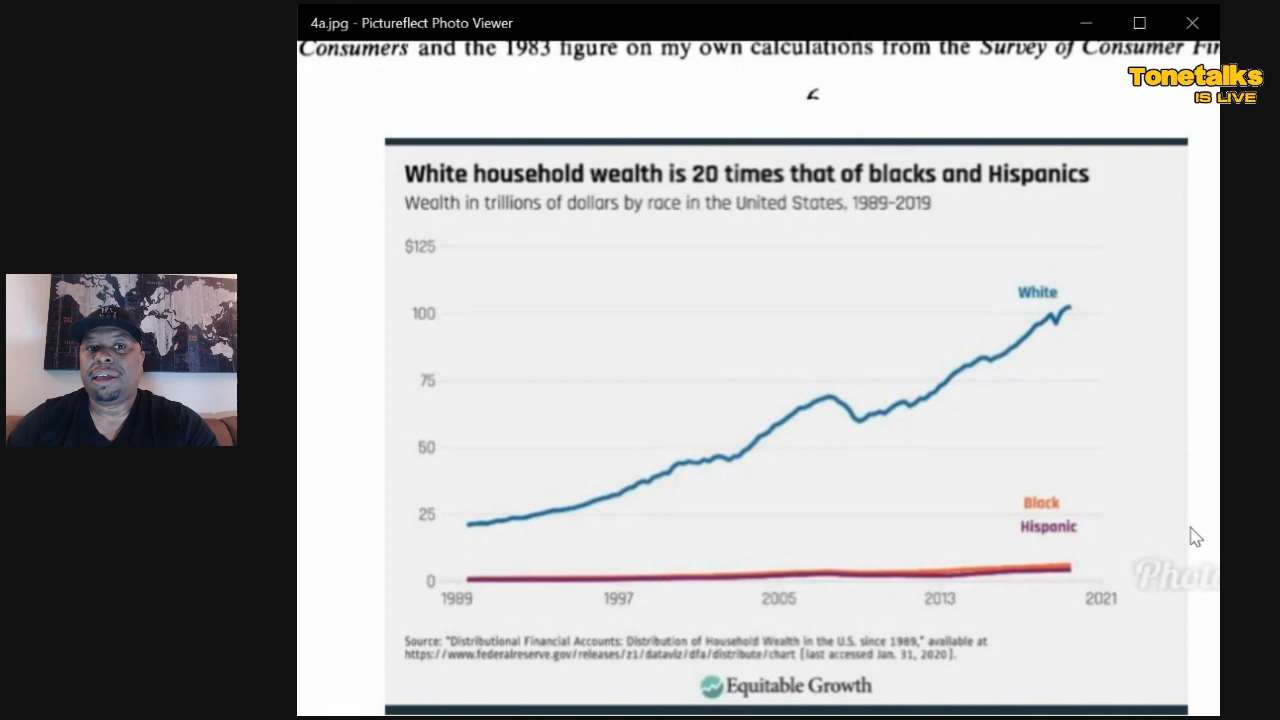 4a.jpg - Pictureflect Photo Viewer
Consumers and the 1983 figure on my own calculations from the Survey of Consumer Fin
Tonetalks
IS LIVE
White household wealth is 20 times that of blacks and Hispanics
Wealth in trillions of dollars by race in the United States, 1989-2019
$125
White
100
75
50
Black
25
Hispanic
0
1989 1997 2005 2013 2021
Photo
Source: "Distributional Financial Accounts: Distribution of Household Wealth in the U.S. since 1989," available at
https://www.federalreserve.gov/releases/z1/dataviz/dfa/distribute/chart [last accessed Jan. 31, 2020].
Equitable Growth